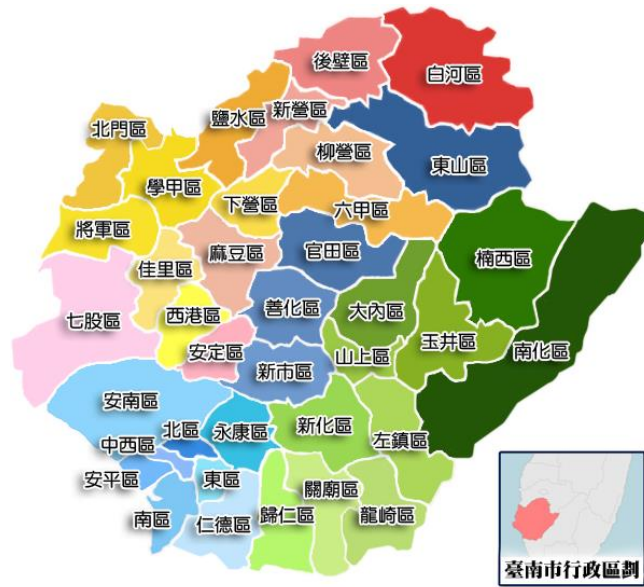 後壁區
白河區
鹽水區
新營區
北門區
柳營區
東山區
學甲區
下營區
六甲區
將軍區
麻豆區
官田區
楠西區
佳里區
七股區
西港區
善化區
大內區
玉井區
南化區
安定區
山上區
新市區
安南區
北區
永康區
新化區
左鎮區
中西區
安平區
東區
關廟區
南區
仁德區
歸仁區
龍崎區
臺南市行政區劃